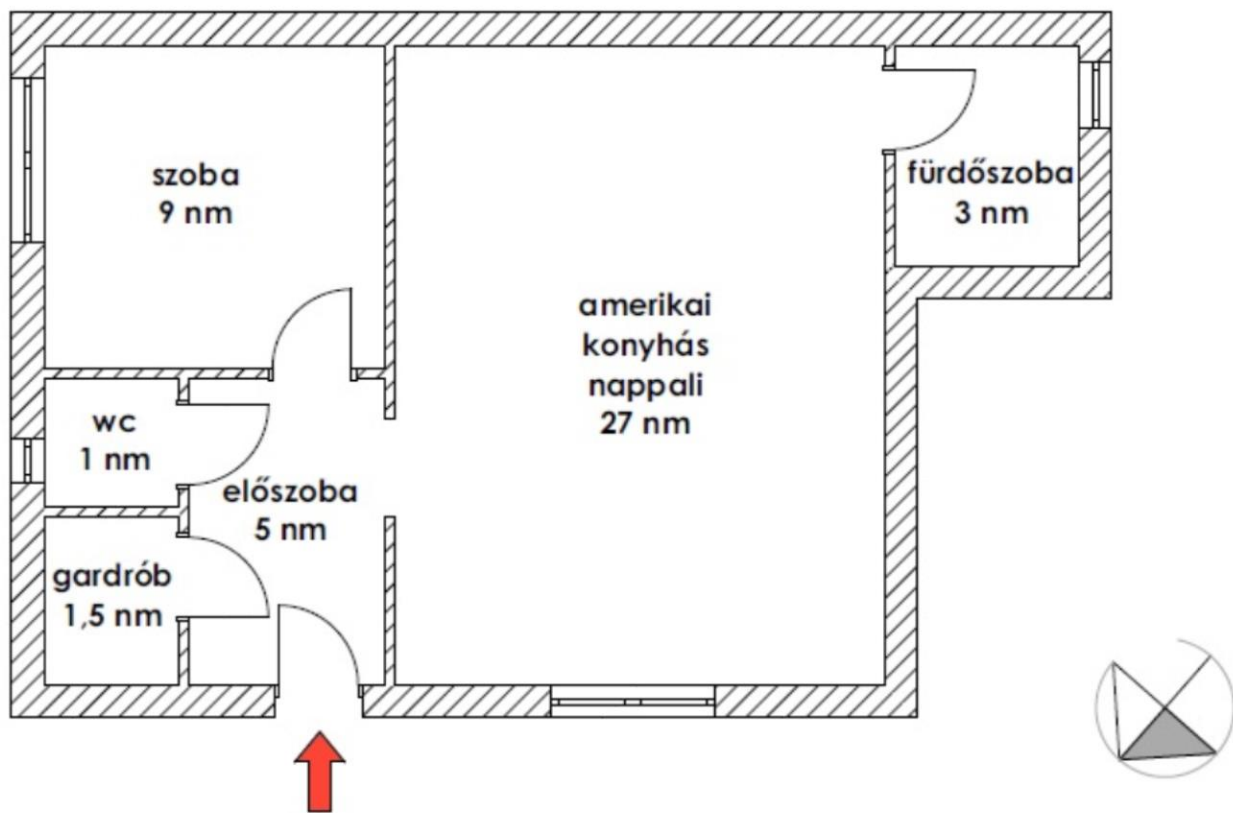 szoba
9 nm
fürdőszoba
3 nm
amerikai
konyhás
nappali
27 nm
wc
1 nm
előszoba
5 nm
gardrób
1,5 nm